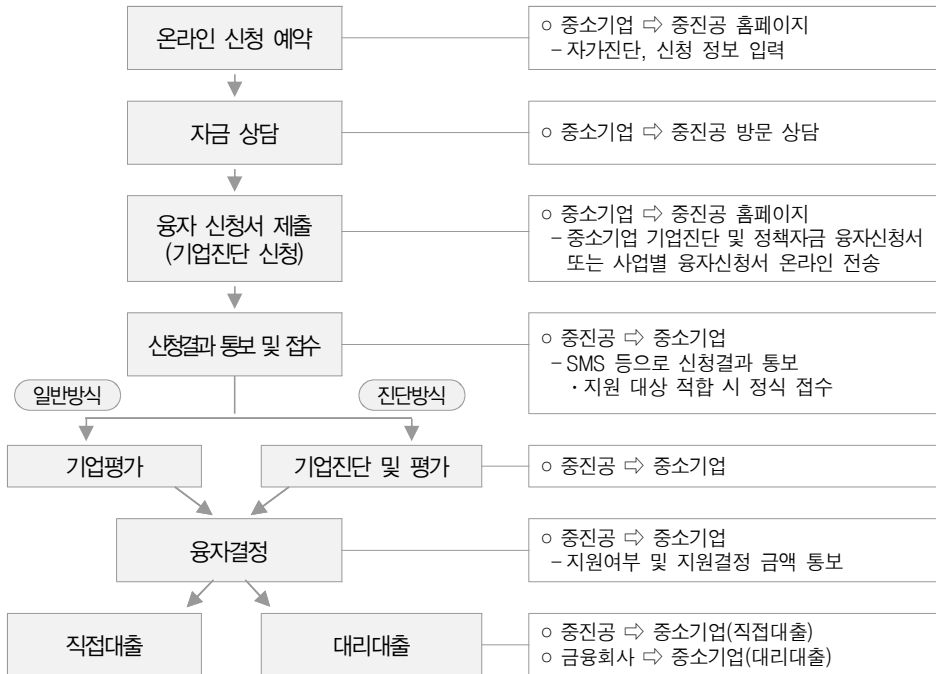 온라인 신청 예약
○ 중소기업 ⇨ 중진공 홈페이지
– 자가진단, 신청 정보 입력
자금 상담
○ 중소기업 ⇨ 중진공 방문 상담
융자 신청서 제출
(기업진단 신청)
○ 중소기업 ⇨ 중진공 홈페이지
– 중소기업 기업진단 및 정책자금 융자신청서
또는 사업별 융자신청서 온라인 전송
신청결과 통보 및 접수
○ 중진공 ⇨ 중소기업
– SMS 등으로 신청결과 통보
· 지원 대상 적합 시 정식 접수
일반방식
진단방식
기업평가
기업진단 및 평가
○ 중진공 ⇨ 중소기업
융자결정
○ 중진공 ⇨ 중소기업
– 지원여부 및 지원결정 금액 통보
직접대출
대리대출
○ 중진공 ⇨ 중소기업(직접대출)
○ 금융회사 ⇨ 중소기업(대리대출)